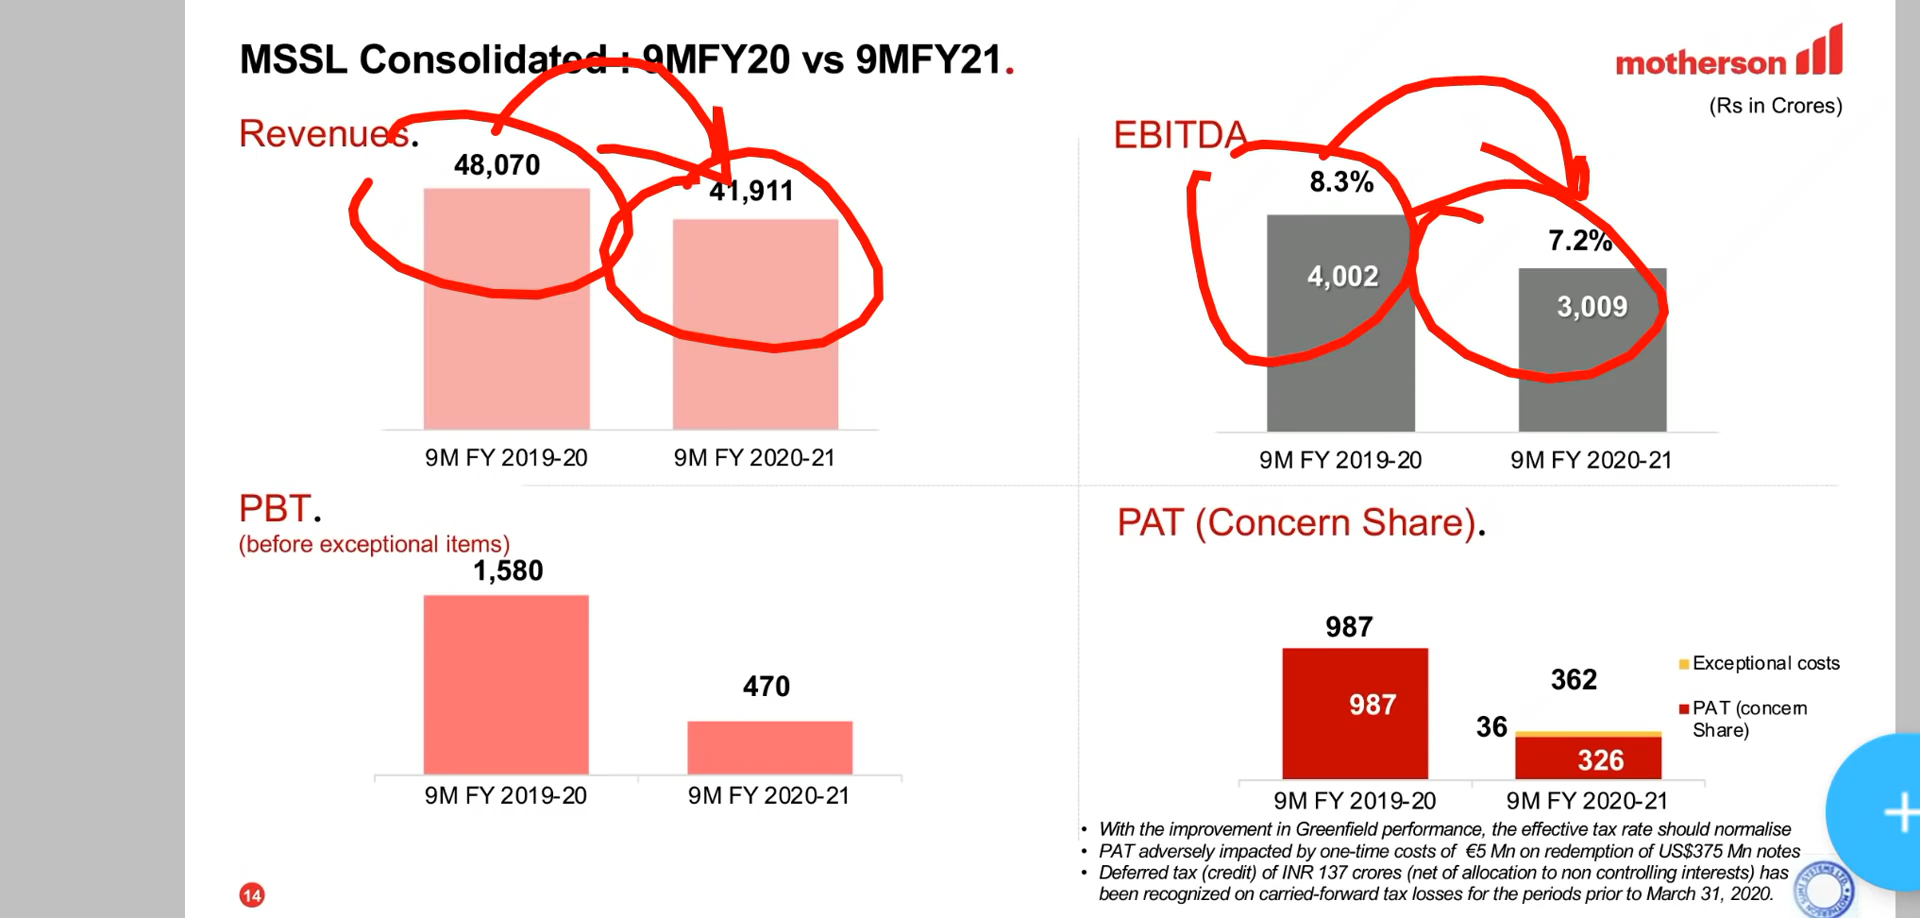 MSSL Consolidated : 9MFY20 vs 9MFY21.
motherson
(Rs in Crores)
Revenues.
48,070
41,911
9M FY 2019-20
9M FY 2020-21
EBITDA
8.3%
7.2%
4,002
3,009
9M FY 2019-20
9M FY 2020-21
PBT.
(before exceptional items)
1,580
470
9M FY 2019-20
9M FY 2020-21
PAT (Concern Share).
987
362
987
36
326
Exceptional costs
PAT (concern
Share)
9M FY 2019-20
9M FY 2020-21
• With the improvement in Greenfield performance, the effective tax rate should normalise
• PAT adversely impacted by one-time costs of €5 Mn on redemption of US$375 Mn notes
• Deferred tax (credit) of INR 137 crores (net of allocation to non controlling interests) has
been recognized on carried-forward tax losses for the periods prior to March 31, 2020.
14